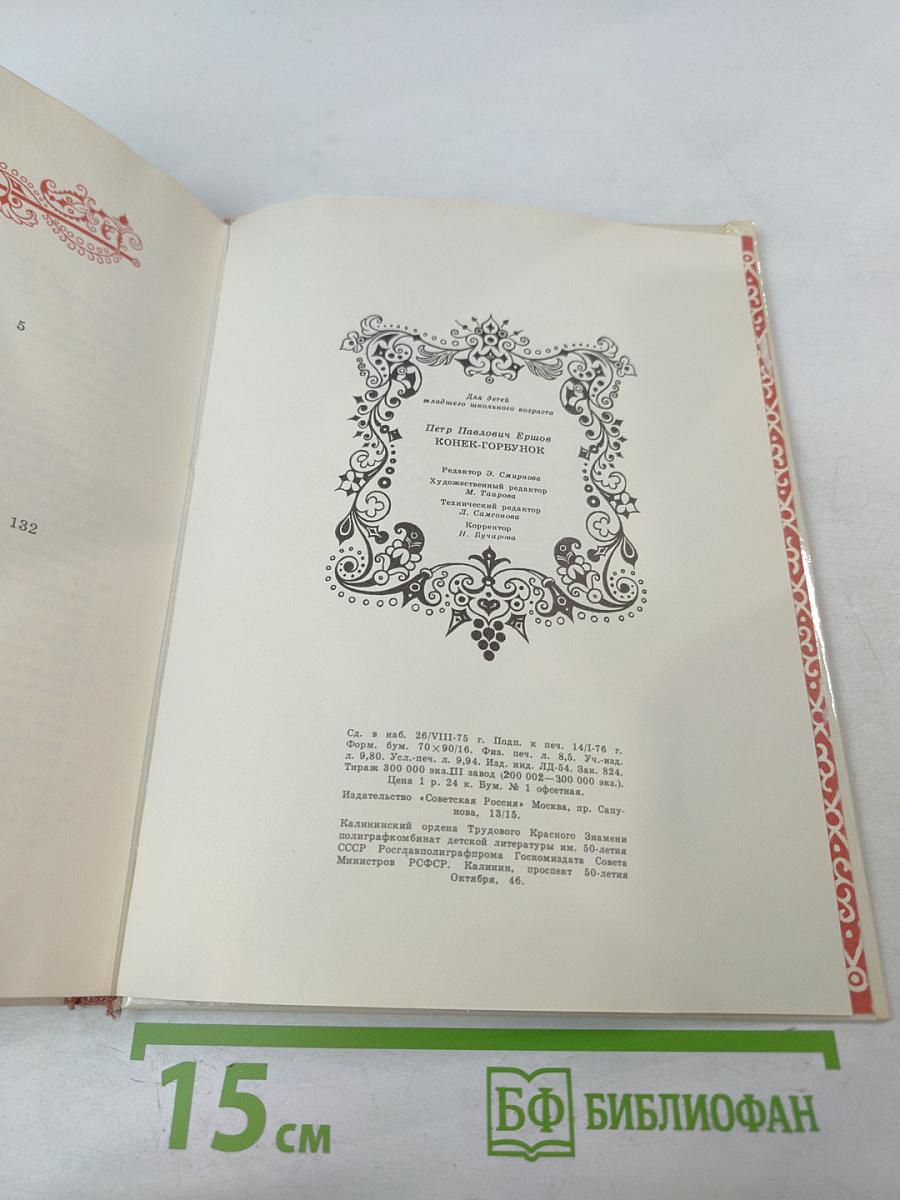 5
132
Для детей
младшего школьного возраста
Петр Павлович Ершов
КОНЕК-ГОРБУНОК
Редактор Э. Смирнова
Художественный редактор
М. Таирова
Технический редактор
Л. Самсонова
Корректор
Н. Бучарова
Сд. в наб. 26/VIII-75 г. Подп. к печ. 14/I-76 г.
Форм. бум. 70×90/16. Физ. печ. л. 8,5. Уч.-изд.
л. 9,80. Усл.-печ. л. 9,94. Изд. инд. ЛД-54. Зак. 824.
Тираж 300 000 экз.III завод (200 002—300 000 экз.).
Цена 1 р. 24 к. Бум. № 1 офсетная.
Издательство «Советская Россия» Москва, пр. Сапу-
нова, 13/15.
Калининский ордена Трудового Красного Знамени
полиграфкомбинат детской литературы им. 50-летия
СССР Росглавполиграфпрома Госкомиздата Совета
Министров РСФСР. Калинин, проспект 50-летия
Октября, 46.
15 см
БФ БИБЛИОФАН